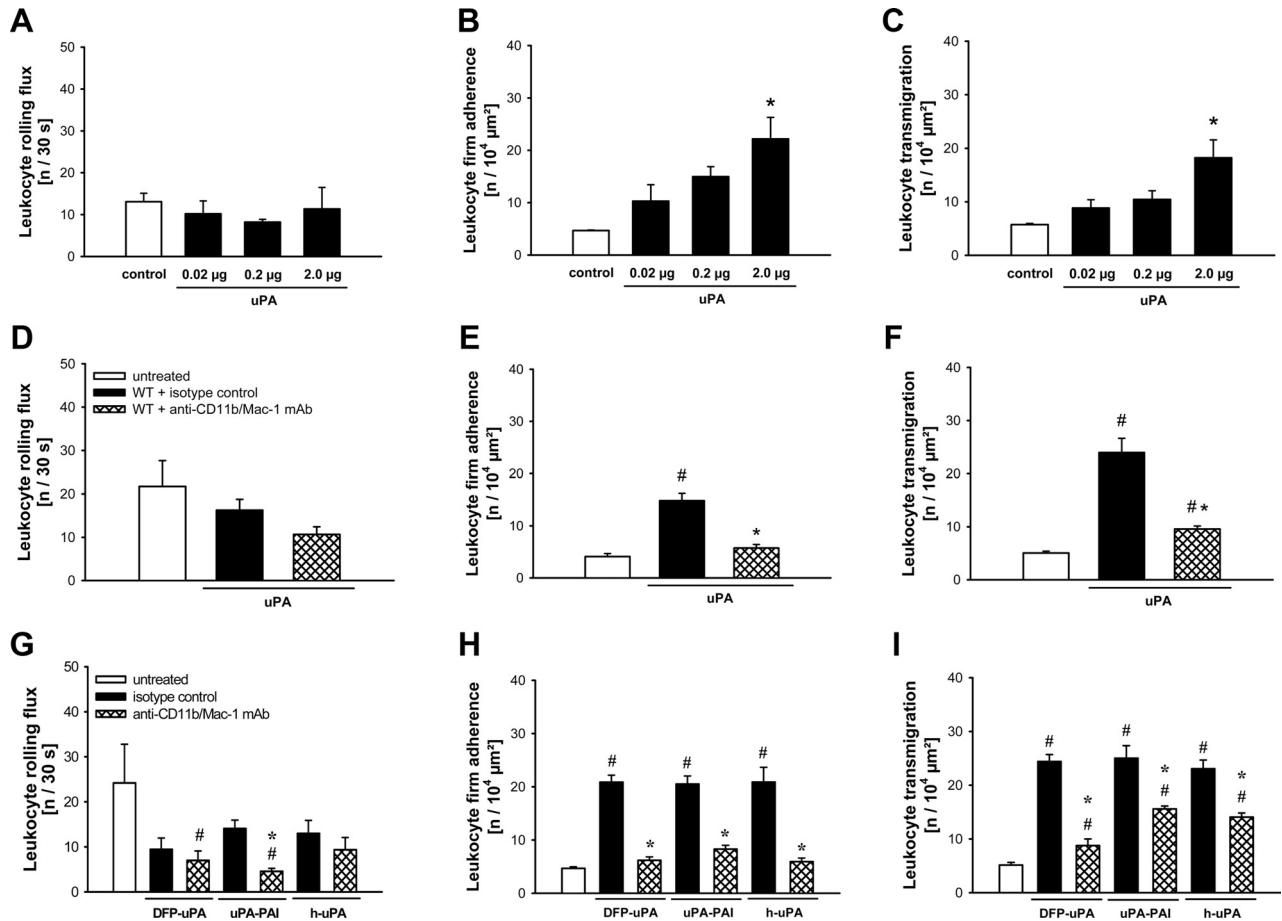 A
Leukocyte rolling flux
[n / 30 s]
50
40
30
20
10
0
control
0.02 µg
0.2 µg
2.0 µg
uPA
B
Leukocyte firm adherence
[n / 10⁴ µm²]
40
30
20
10
0
*
control
0.02 µg
0.2 µg
2.0 µg
uPA
C
Leukocyte transmigration
[n / 10⁴ µm²]
40
30
20
10
0
*
control
0.02 µg
0.2 µg
2.0 µg
uPA
D
Leukocyte rolling flux
[n / 30 s]
50
40
30
20
10
0
untreated
WT + isotype control
WT + anti-CD11b/Mac-1 mAb
uPA
E
Leukocyte firm adherence
[n / 10⁴ µm²]
40
30
20
10
0
#
*
uPA
F
Leukocyte transmigration
[n / 10⁴ µm²]
40
30
20
10
0
#
# *
uPA
G
Leukocyte rolling flux
[n / 30 s]
50
40
30
20
10
0
untreated
isotype control
anti-CD11b/Mac-1 mAb
#
*
#
DFP-uPA
uPA-PAI
h-uPA
H
Leukocyte firm adherence
[n / 10⁴ µm²]
40
30
20
10
0
#
*
#
*
#
*
DFP-uPA
uPA-PAI
h-uPA
I
Leukocyte transmigration
[n / 10⁴ µm²]
40
30
20
10
0
#
*
#
#
*
#
#
*
#
DFP-uPA
uPA-PAI
h-uPA